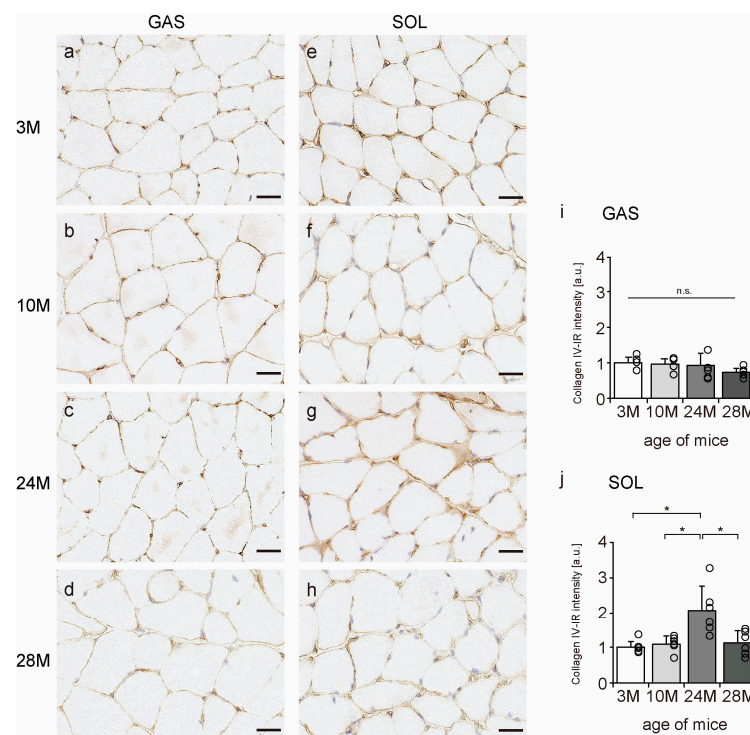 GAS SOL
a e
3M
b f
10M
c g
24M
d h
28M
i GAS
Collagen IV-IR intensity [a.u.]
4
3
2
1
0
n.s.
3M 10M 24M 28M
age of mice
j SOL
Collagen IV-IR intensity [a.u.]
4
3
2
1
0
*
* *
3M 10M 24M 28M
age of mice